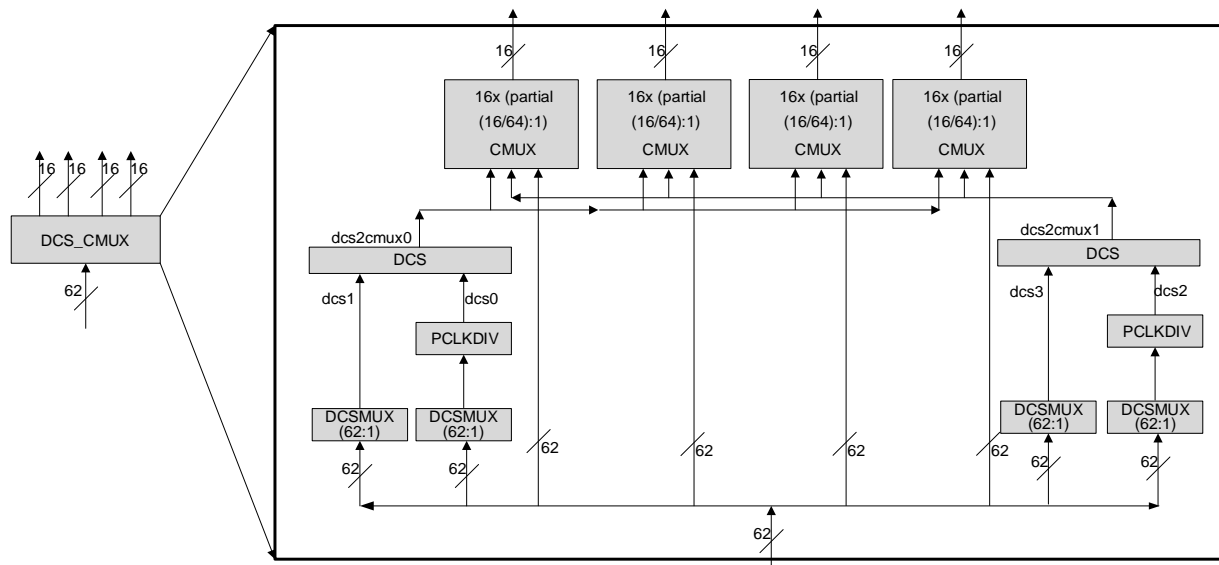 16 16 16 16
16x (partial (16/64):1) CMUX
16x (partial (16/64):1) CMUX
16x (partial (16/64):1) CMUX
16x (partial (16/64):1) CMUX
16 16 16 16
DCS_CMUX
62
dcs2cmux0
dcs2cmux1
DCS
DCS
dcs1
dcs0
dcs3
dcs2
PCLKDIV
PCLKDIV
DCSMUX (62:1)
DCSMUX (62:1)
DCSMUX (62:1)
DCSMUX (62:1)
62 62 62 62
62 62 62 62
62